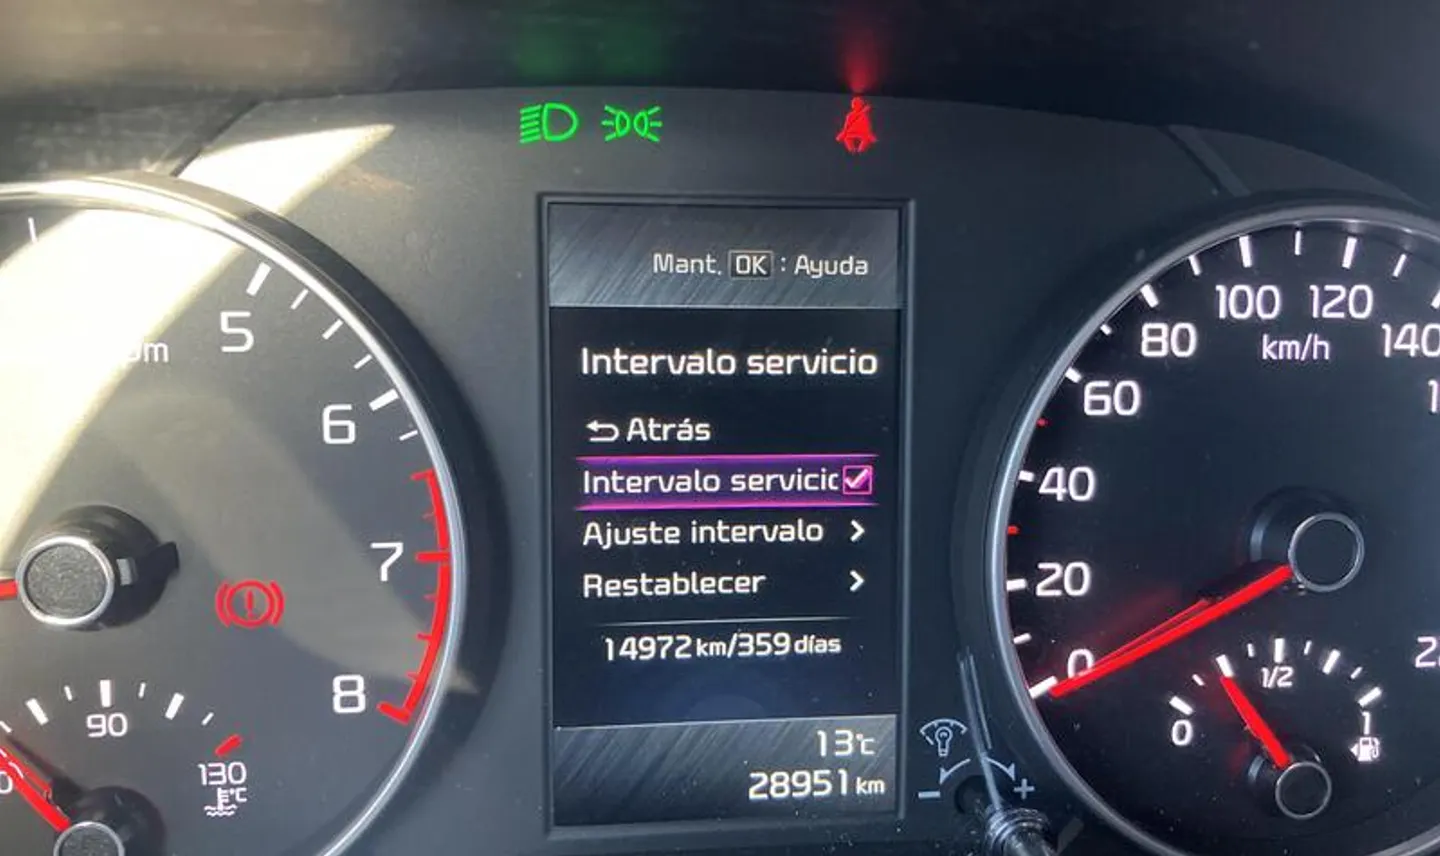 Mant. OK : Ayuda
Intervalo servicio
Atrás
Intervalo servicio
Ajuste intervalo
Restablecer
14972 km/359 días
13°C
28951 km
5
6
7
8
90
130
°C
0
20
40
60
80
100
120
140
km/h
0
1/2
1